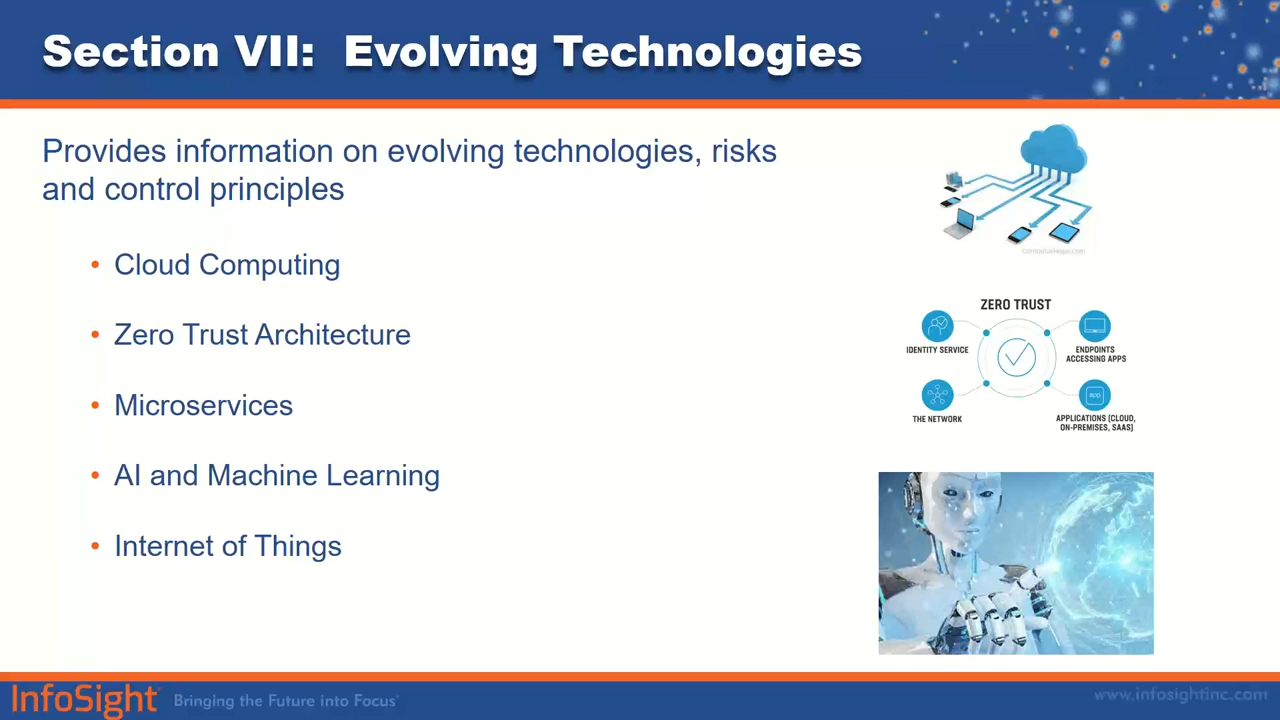 Section VII: Evolving Technologies
Provides information on evolving technologies, risks
and control principles
• Cloud Computing
• Zero Trust Architecture
• Microservices
• AI and Machine Learning
• Internet of Things
ZERO TRUST
IDENTITY SERVICE
ENDPOINTS
ACCESSING APPS
THE NETWORK
app
APPLICATIONS (CLOUD,
ON-PREMISES, SAAS)
InfoSight
Bringing the Future into Focus
www.infosightinc.com